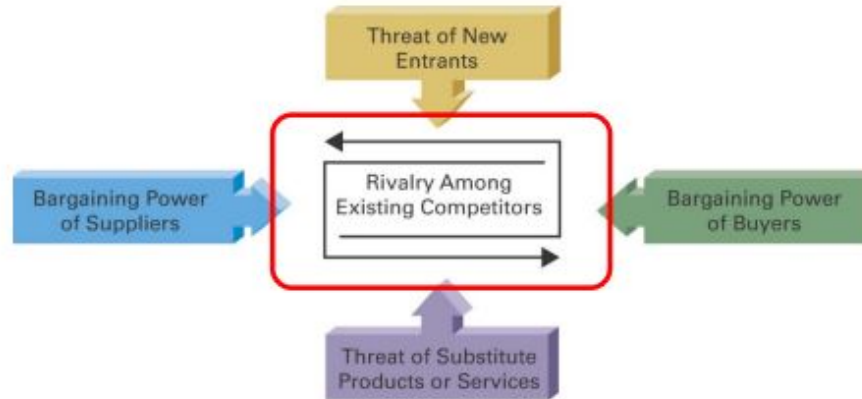 Threat of New
Entrants
Bargaining Power
of Suppliers
Rivalry Among
Existing Competitors
Bargaining Power
of Buyers
Threat of Substitute
Products or Services